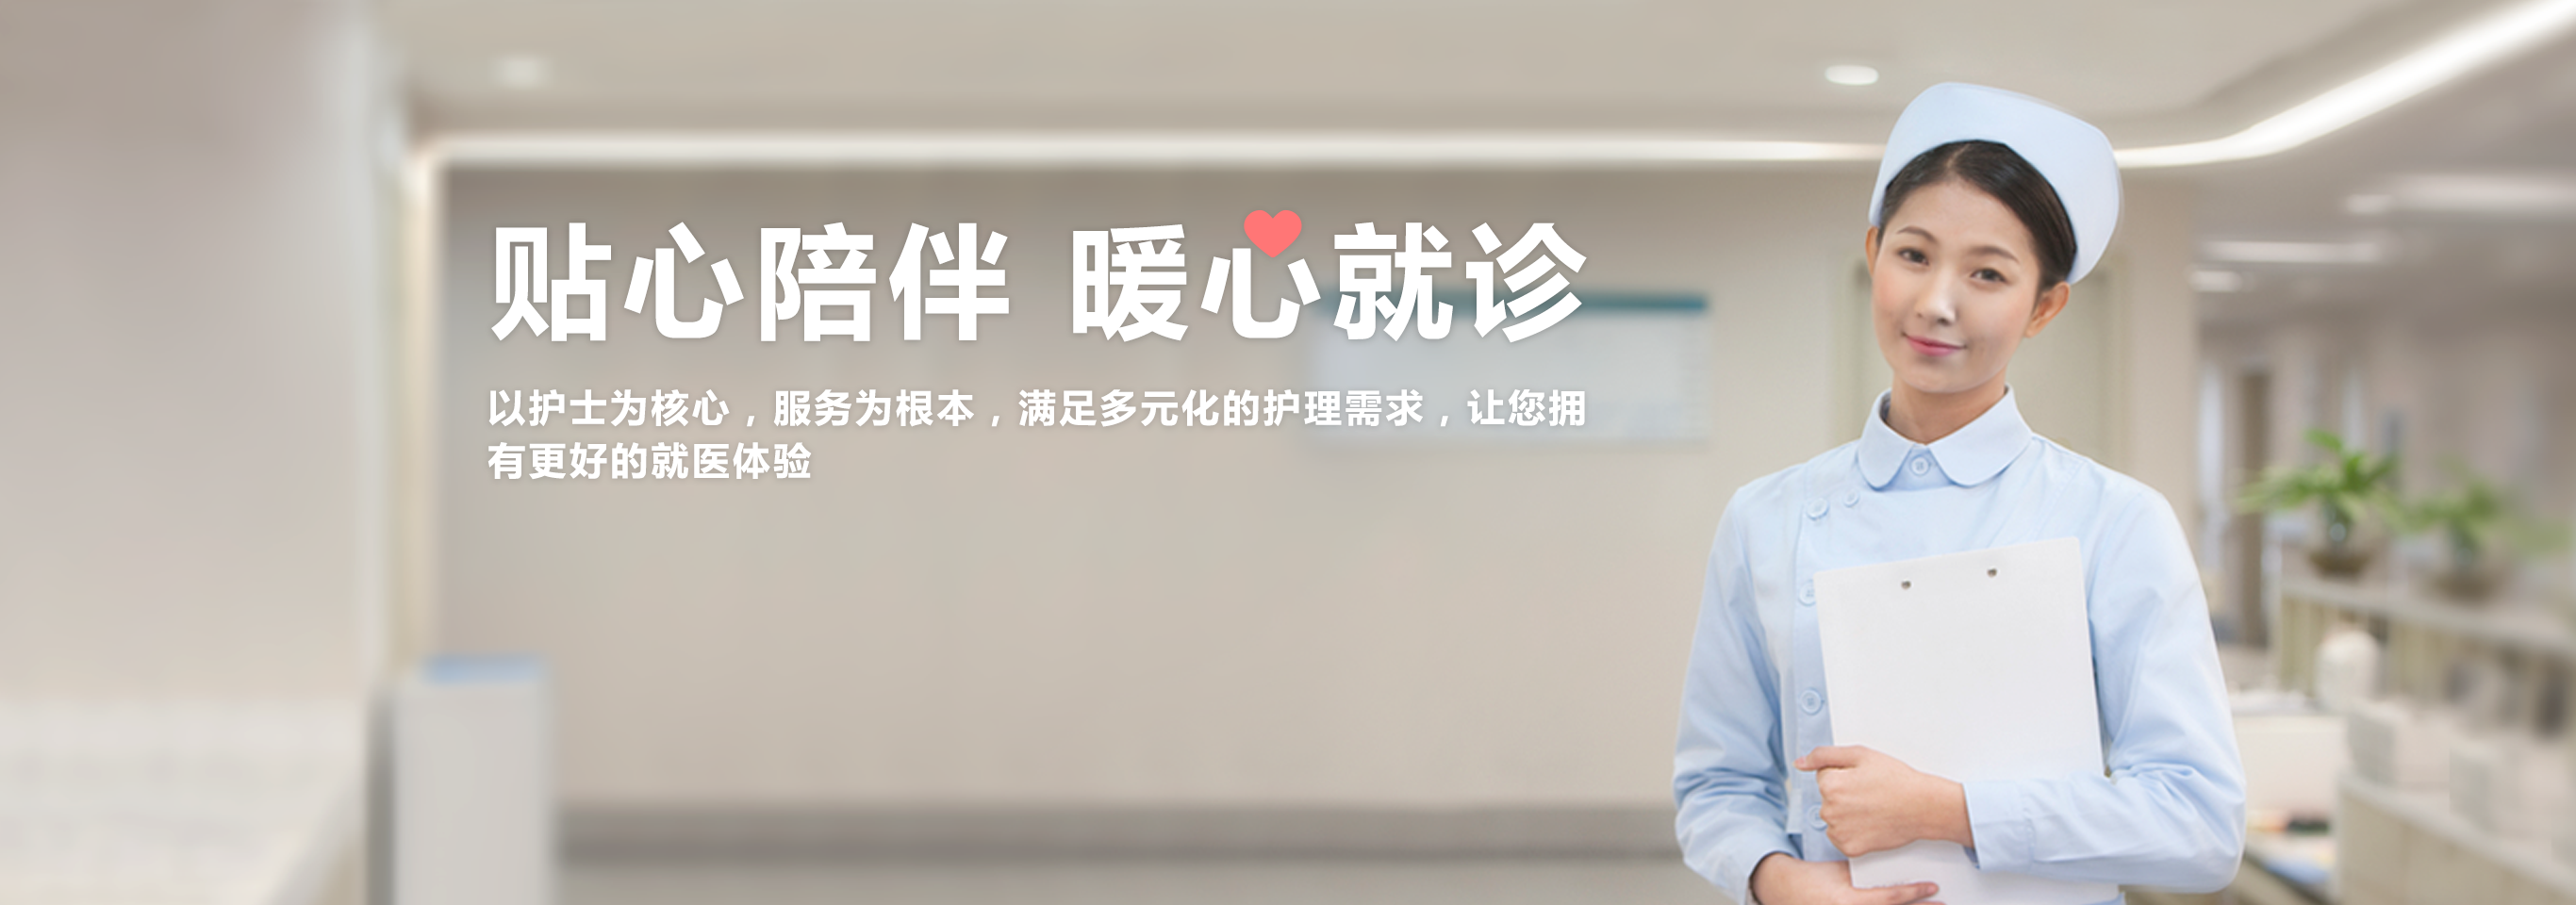 贴心陪伴 暖心就诊
以护士为核心，服务为根本，满足多元化的护理需求，让您拥
有更好的就医体验